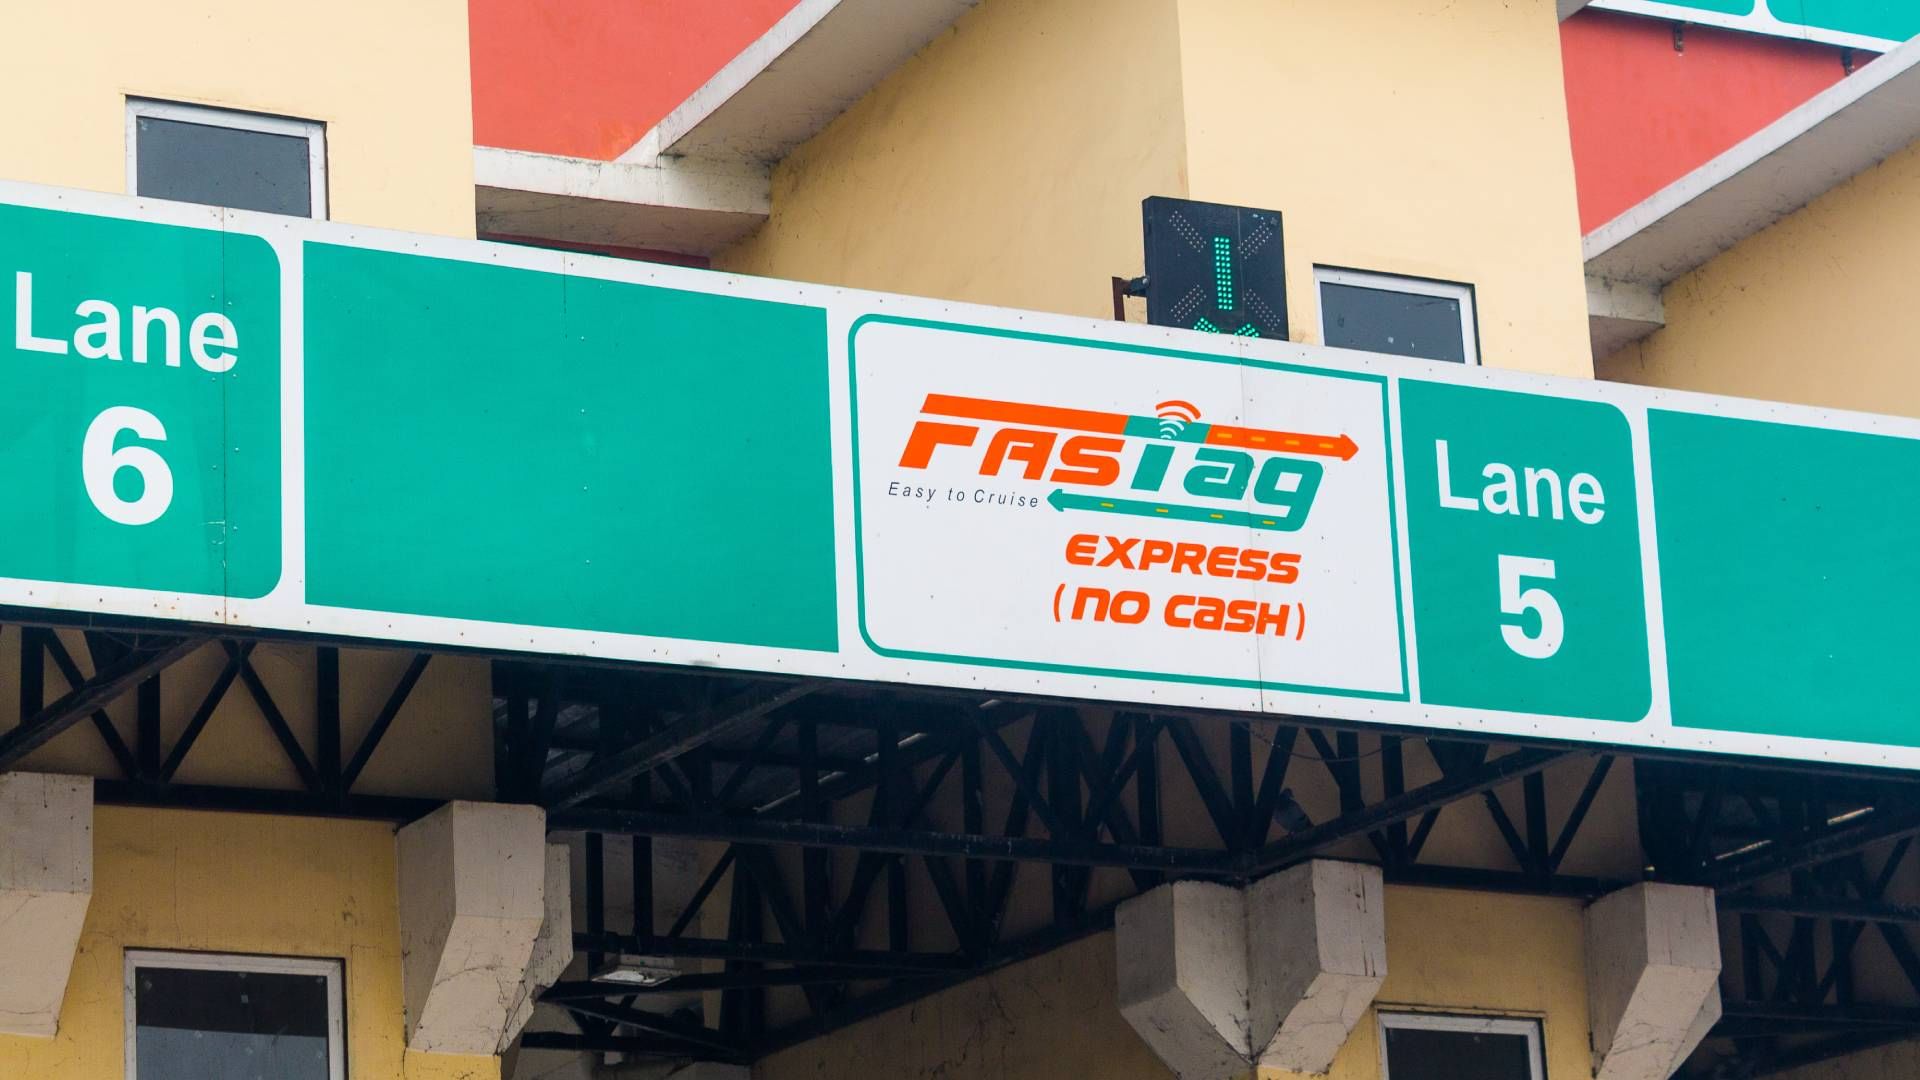 Lane
6
FASTag
Easy to Cruise
EXPRESS
(NO CASH)
Lane
5